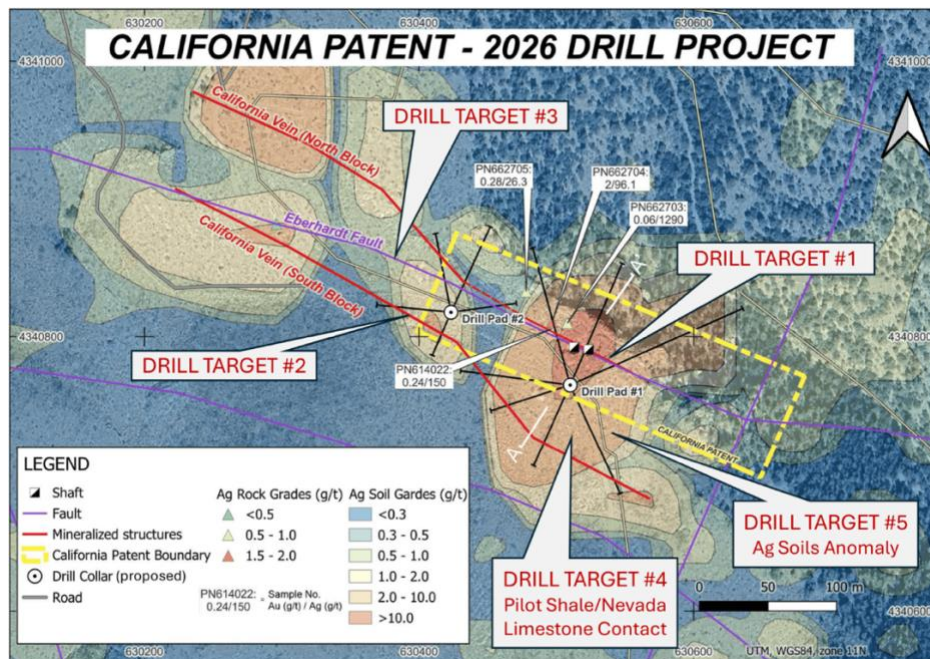 630200
630400
630600
CALIFORNIA PATENT - 2026 DRILL PROJECT
4341000
4341000
California Vein (North Block)
DRILL TARGET #3
PN662705:
0.28/26.3
PN662704:
2/96.1
PN662703:
0.06/1290
Eberhardt Fault
California Vein (South Block)
A
DRILL TARGET #1
Drill Pad #2
4340800
4340800
DRILL TARGET #2
PN614022:
0.24/150
Drill Pad #1
A
CALIFORNIA PATENT
LEGEND
Shaft
Fault
Mineralized structures
California Patent Boundary
Drill Collar (proposed)
Road
Ag Rock Grades (g/t)
<0.5
0.5 - 1.0
1.5 - 2.0
PN614022:
0.24/150
Sample No.
Au (g/t) / Ag (g/t)
Ag Soil Gardes (g/t)
<0.3
0.3 - 0.5
0.5 - 1.0
1.0 - 2.0
2.0 - 10.0
>10.0
DRILL TARGET #4
Pilot Shale/Nevada
Limestone Contact
DRILL TARGET #5
Ag Soils Anomaly
0 50 100 m
4340600
UTM, WGS84, zone 11N
630200
630400
630600